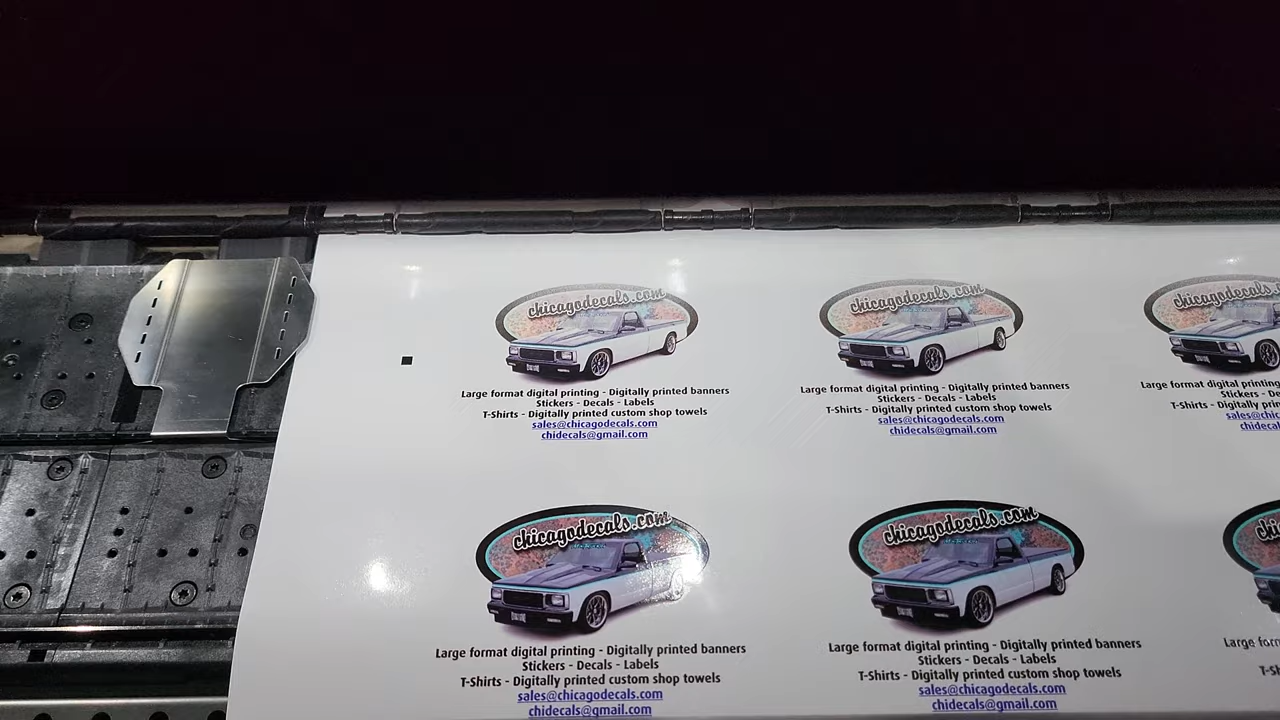 chicagodecals.com
Large format digital printing - Digitally printed banners
Stickers - Decals - Labels
T-Shirts - Digitally printed custom shop towels
sales@chicagodecals.com
chidecals@gmail.com
chicagodecals.com
Large format digital printing - Digitally printed banners
Stickers - Decals - Labels
T-Shirts - Digitally printed custom shop towels
sales@chicagodecals.com
chidecals@gmail.com
chicagodecals.c
Large format digital printing
Stickers - De
T-Shirts - Digitally prin
sales@c
chideca
chicagodecals.com
Large format digital printing - Digitally printed banners
Stickers - Decals - Labels
T-Shirts - Digitally printed custom shop towels
sales@chicagodecals.com
chidecals@gmail.com
chicagodecals.com
Large format digital printing - Digitally printed banners
Stickers - Decals - Labels
T-Shirts - Digitally printed custom shop towels
sales@chicagodecals.com
chidecals@gmail.com
chic
Large form
T-S